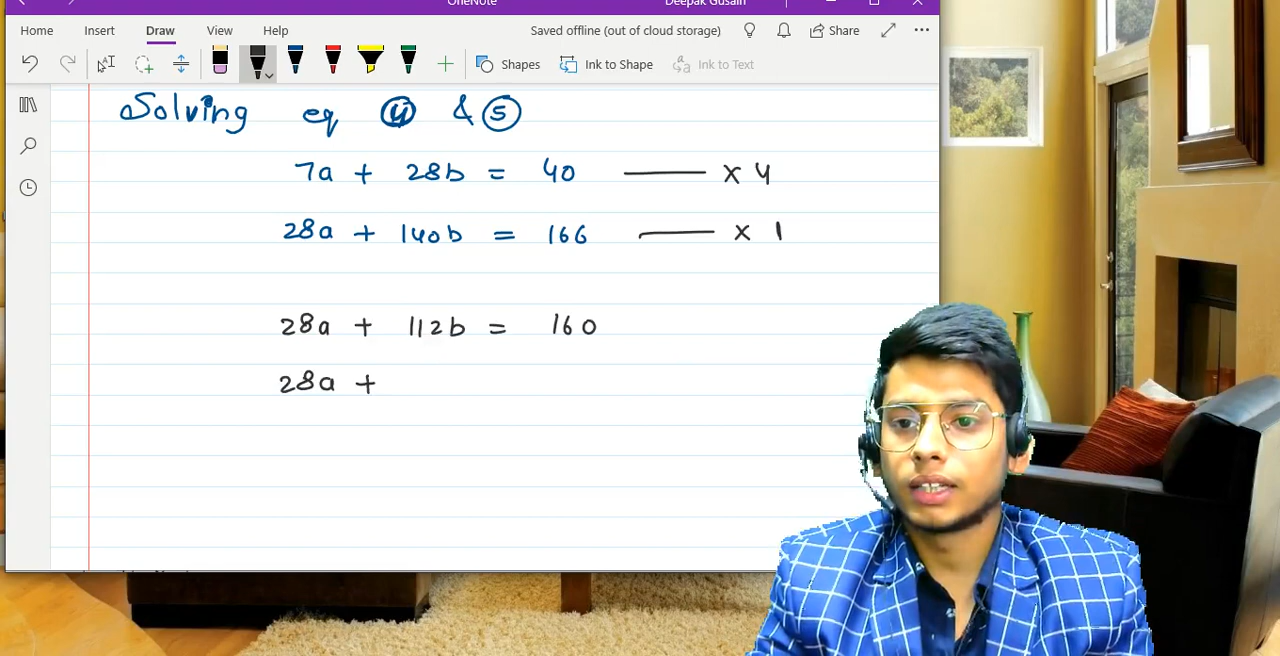 OneNote
Deepak Gusain
Home Insert Draw View Help Saved offline (out of cloud storage) Share
Shapes Ink to Shape Ink to Text
Solving eq ④ & ⑤
7a + 28b = 40 —— x 4
28a + 140b = 166 —— x 1
28a + 112b = 160
28a +